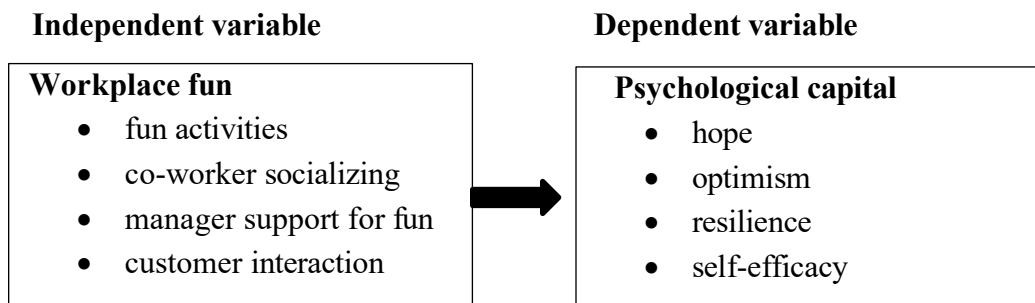 Independent variable
Workplace fun
• fun activities
• co-worker socializing
• manager support for fun
• customer interaction
Dependent variable
Psychological capital
• hope
• optimism
• resilience
• self-efficacy